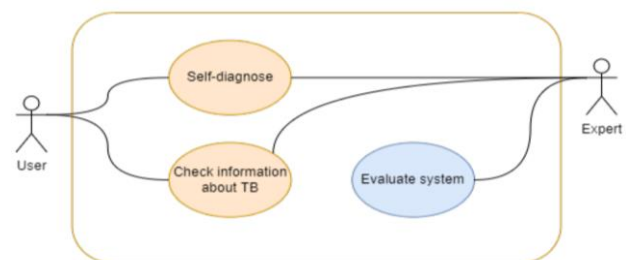 Self-diagnose
Expert
User
Check information
about TB
Evaluate system